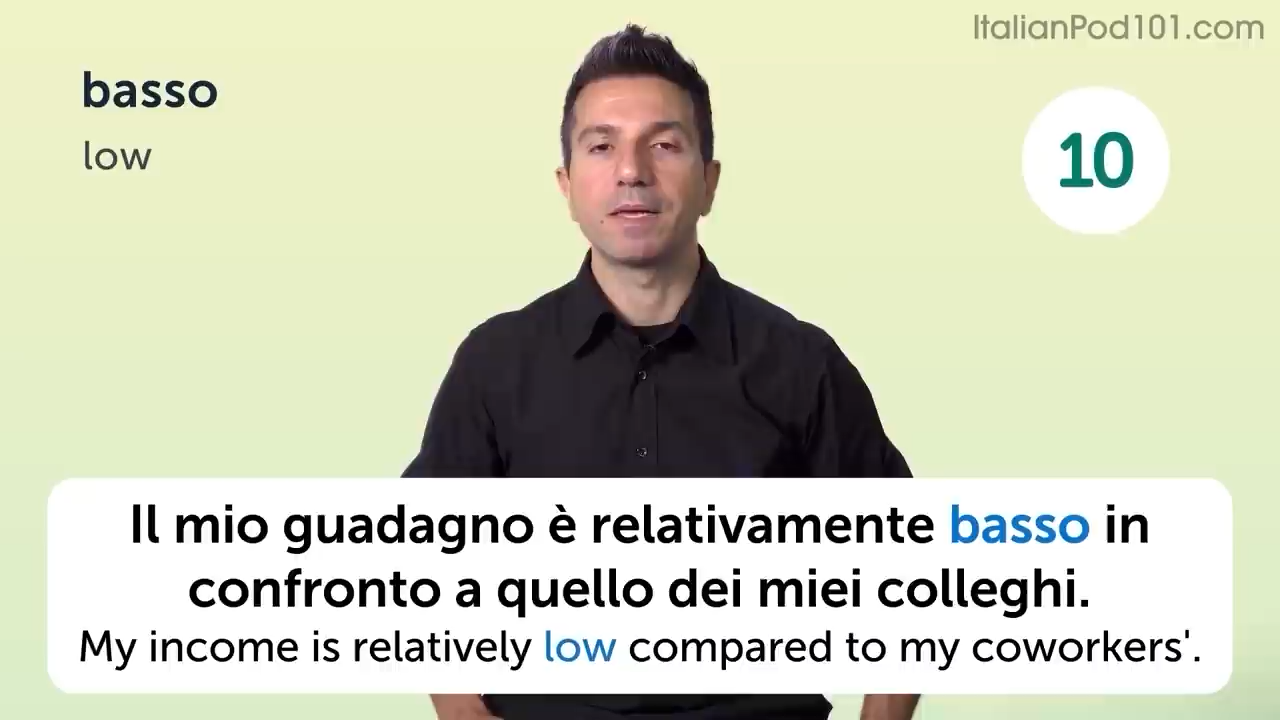 ItalianPod101.com
basso
low
10
Il mio guadagno è relativamente basso in
confronto a quello dei miei colleghi.
My income is relatively low compared to my coworkers'.